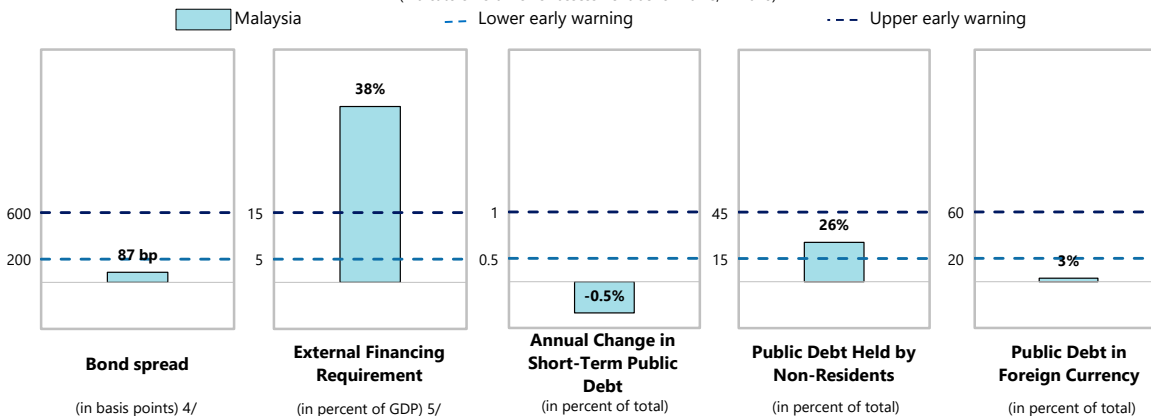 Malaysia
Lower early warning
Upper early warning
600
200
87 bp
Bond spread
(in basis points) 4/
15
5
38%
External Financing
Requirement
(in percent of GDP) 5/
1
0.5
-0.5%
Annual Change in
Short-Term Public
Debt
(in percent of total)
45
15
26%
Public Debt Held by
Non-Residents
(in percent of total)
60
20
3%
Public Debt in
Foreign Currency
(in percent of total)